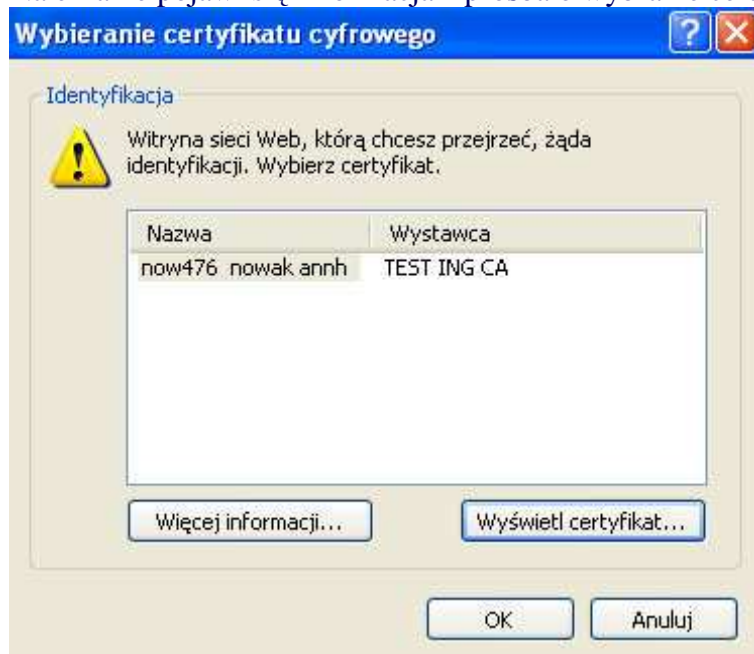 Wybieranie certyfikatu cyfrowego
Identyfikacja
Witryna sieci Web, którą chcesz przejrzeć, żąda
identyfikacji. Wybierz certyfikat.
Nazwa Wystawca
now476 nowak annh TEST ING CA
Więcej informacji... Wyświetl certyfikat...
OK Anuluj